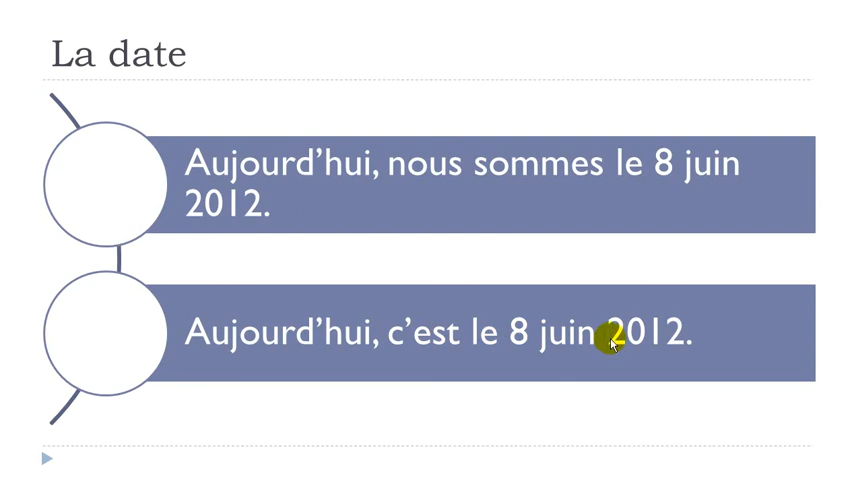 La date
Aujourd’hui, nous sommes le 8 juin
2012.
Aujourd’hui, c’est le 8 juin 2012.